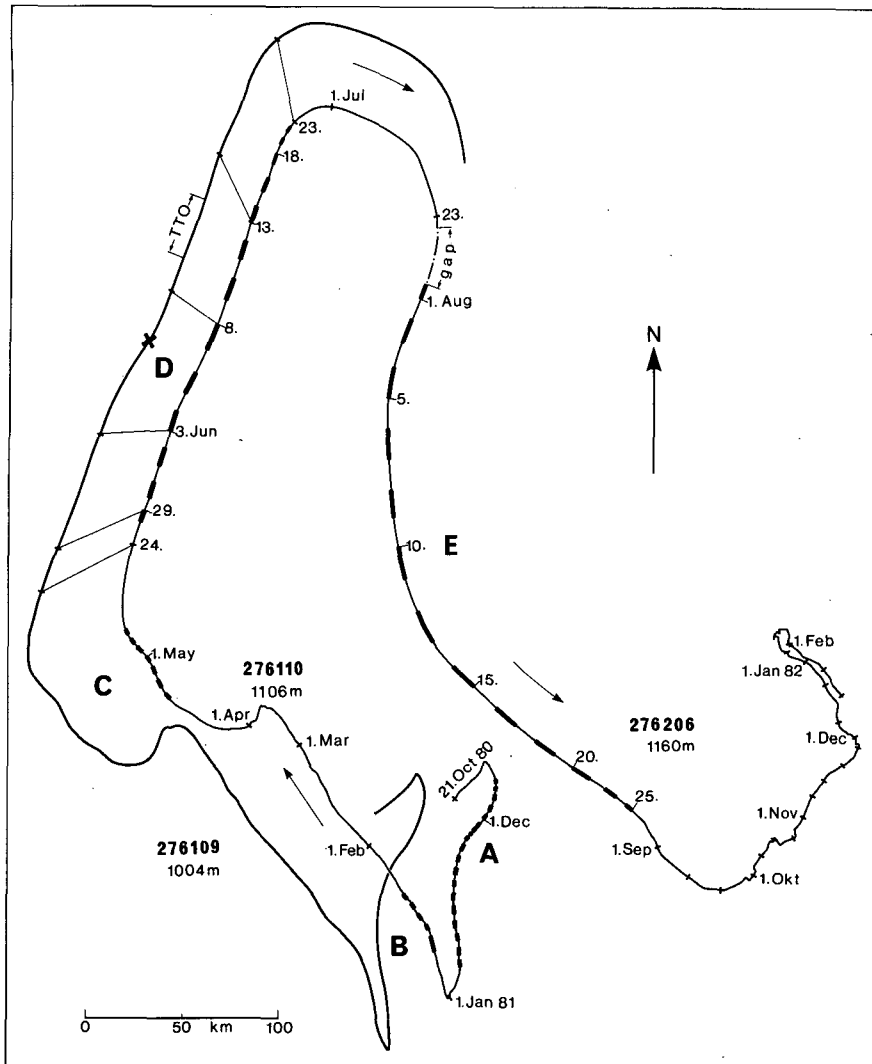 1.Jul
23.
18.
←TTO→
13.
23.
←gap→
1.Aug
8.
N
D
5.
3.Jun
29.
E
10.
24.
1.Feb
1.May
1.Jan 82
276110
1106m
C
15.
276206
1160m
1.Apr
1.Mar
1.Dec
21.Oct 80
20.
25.
1.Nov
1.Dec
276109
1004m
1.Feb
A
1.Sep
1.Okt
B
1.Jan 81
0 50 100
km